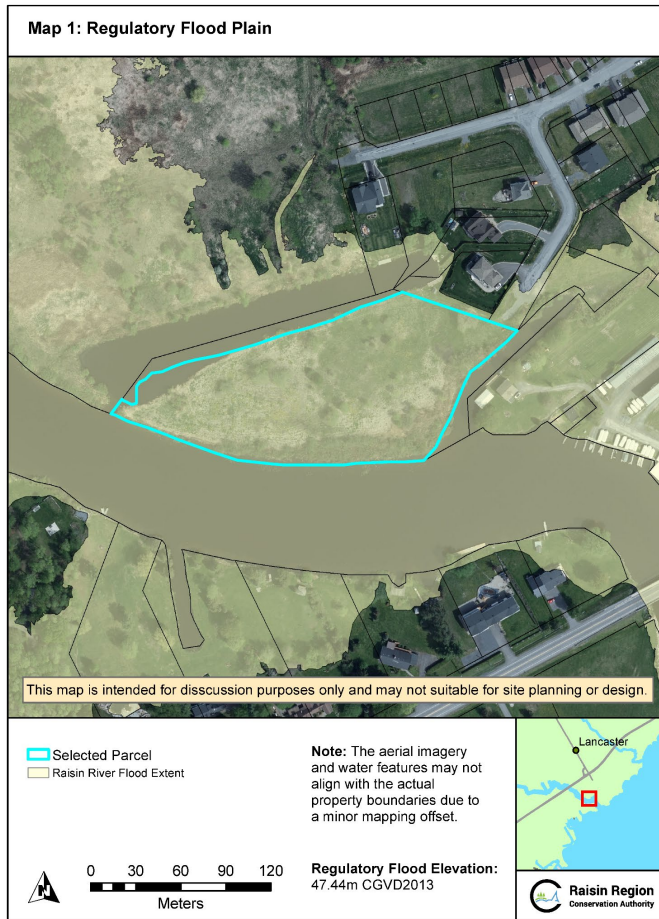 Map 1: Regulatory Flood Plain
This map is intended for disscussion purposes only and may not suitable for site planning or design.
Selected Parcel
Raisin River Flood Extent
Note: The aerial imagery
and water features may not
align with the actual
property boundaries due to
a minor mapping offset.
Lancaster
N
0 30 60 90 120
Meters
Regulatory Flood Elevation:
47.44m CGVD2013
Raisin Region
Conservation Authority